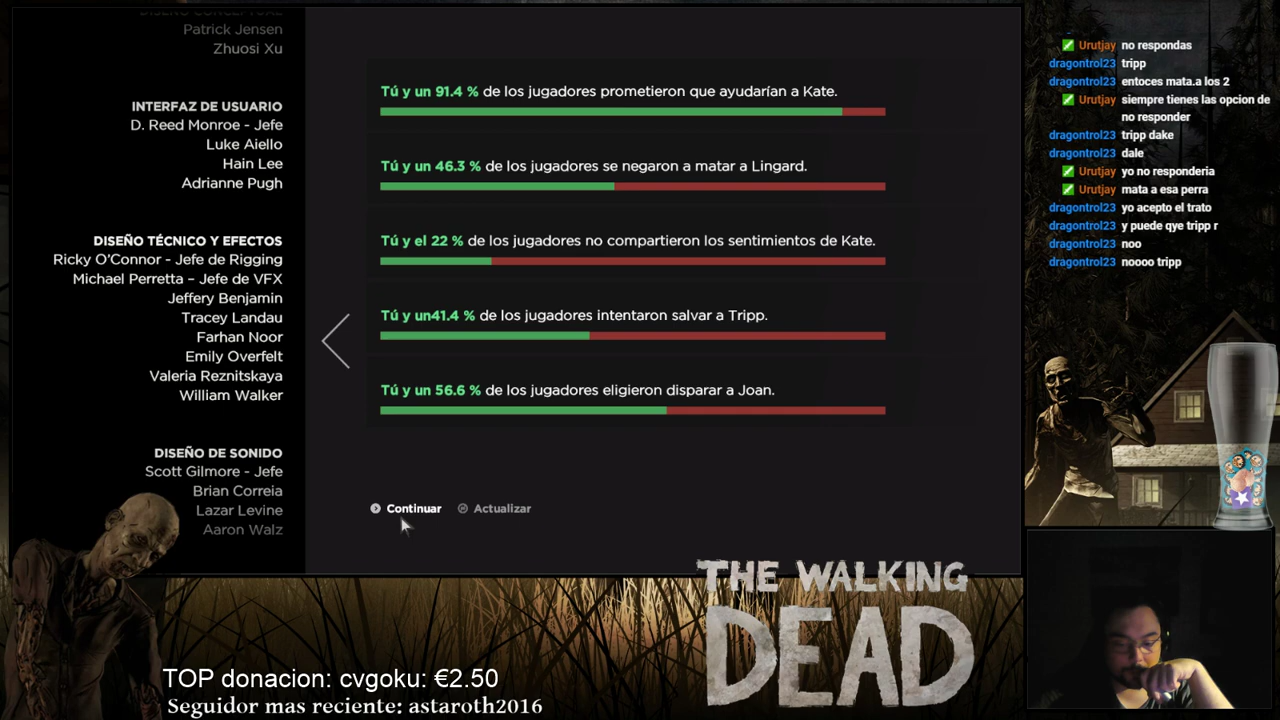 DISEÑO CONCEPTUAL
Patrick Jensen
Zhuosi Xu
INTERFAZ DE USUARIO
D. Reed Monroe - Jefe
Luke Aiello
Hain Lee
Adrianne Pugh
DISEÑO TÉCNICO Y EFECTOS
Ricky O'Connor - Jefe de Rigging
Michael Perretta – Jefe de VFX
Jeffery Benjamin
Tracey Landau
Farhan Noor
Emily Overfelt
Valeria Reznitskaya
William Walker
DISEÑO DE SONIDO
Scott Gilmore - Jefe
Brian Correia
Lazar Levine
Aaron Walz
Tú y un 91.4 % de los jugadores prometieron que ayudarían a Kate.
Tú y un 46.3 % de los jugadores se negaron a matar a Lingard.
Tú y el 22 % de los jugadores no compartieron los sentimientos de Kate.
Tú y un41.4 % de los jugadores intentaron salvar a Tripp.
Tú y un 56.6 % de los jugadores eligieron disparar a Joan.
Continuar
Actualizar
Urutjay no respondas
dragontrol23 tripp
dragontrol23 entoces mata.a los 2
Urutjay siempre tienes las opcion de
no responder
dragontrol23 tripp dake
dragontrol23 dale
Urutjay yo no responderia
Urutjay mata a esa perra
dragontrol23 yo acepto el trato
dragontrol23 y puede qye tripp r
dragontrol23 noo
dragontrol23 noooo tripp
THE WALKING
DEAD
TOP donacion: cvgoku: €2.50
Seguidor mas reciente: astaroth2016